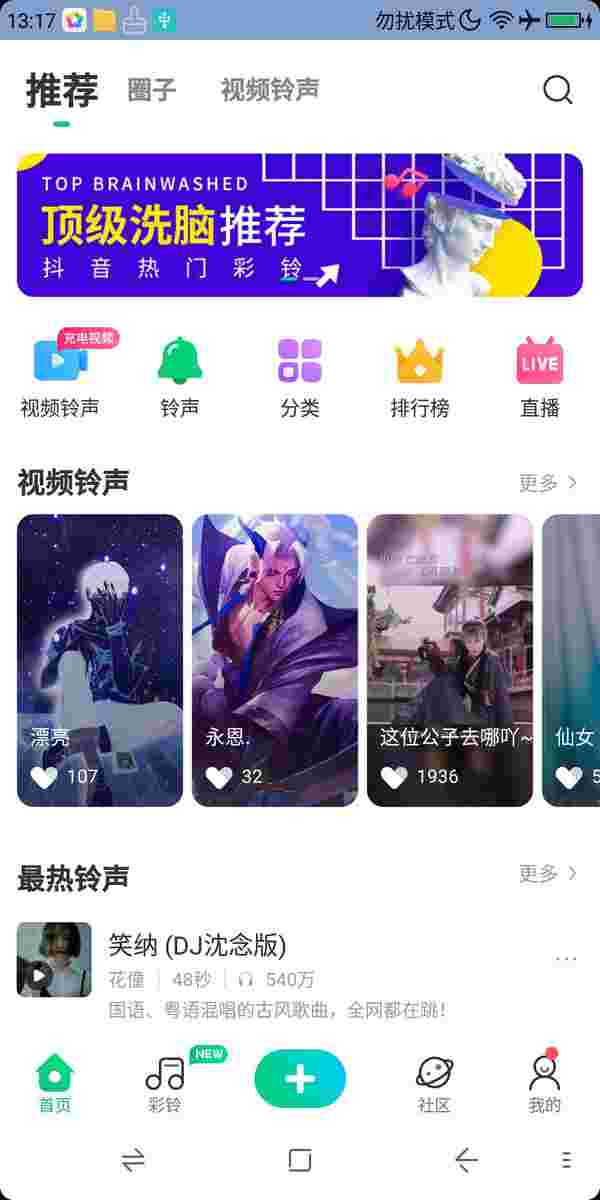 13:17
勿扰模式
推荐
圈子
视频铃声
TOP BRAINWASHED
顶级洗脑推荐
抖音热门彩铃
充电视频
LIVE
视频铃声
铃声
分类
排行榜
直播
视频铃声
更多
漂亮
永恩.
这位公子去哪吖~
仙女
107
32
1936
5
最热铃声
更多
笑纳 (DJ沈念版)
花僮
48秒
540万
国语、粤语混唱的古风歌曲，全网都在跳！
NEW
首页
彩铃
社区
我的